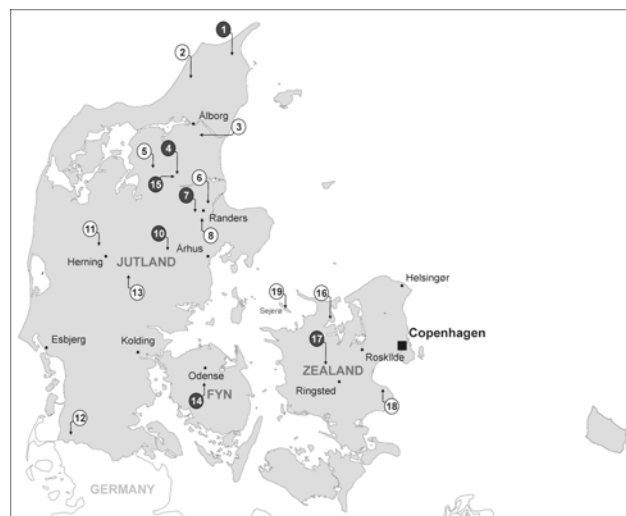 1
2
Ålborg
3
5
4
15
6
7
Randers
8
11
10
Århus
Herning
JUTLAND
13
19
16
Helsingør
Sejerø
Copenhagen
17
Esbjerg
Kolding
Roskilde
Odense
ZEALAND
FYN
Ringsted
14
18
12
GERMANY